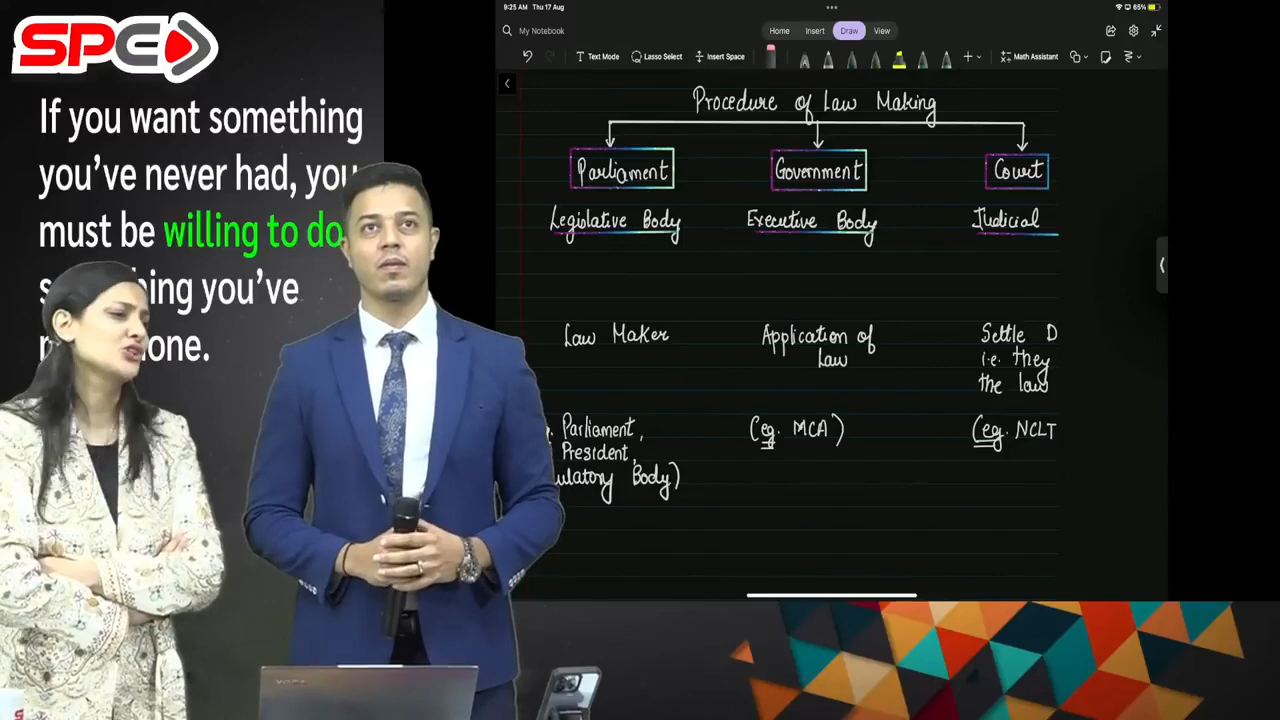 SPC
If you want something
you've never had, you
must be willing to do
you've
one.
9:25 AM Thu 17 Aug
65%
My Notebook
Home Insert Draw View
Text Mode Lasso Select Insert Space Math Assistant
Procedure of Law Making
Parliament Government Court
Legislative Body Executive Body Judicial
Law Maker Application of Law
Settle D
i.e. they
the law
Parliament,
President,
ulatory Body)
(eg. MCA)
(eg. NCLT